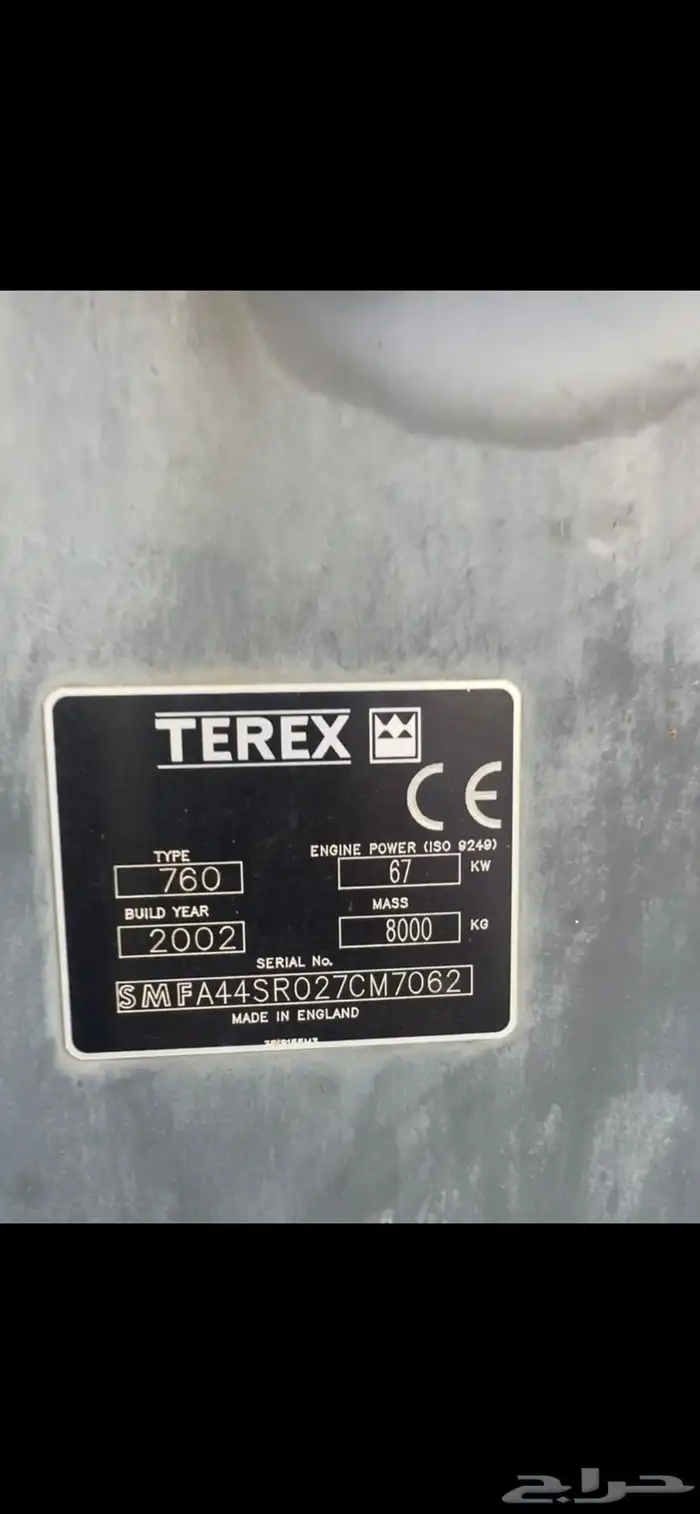 TEREX
CE
TYPE
760
ENGINE POWER (ISO 9249)
67 KW
BUILD YEAR
2002
MASS
8000 KG
SERIAL No.
SMFA44SR027CM7062
MADE IN ENGLAND
حراج